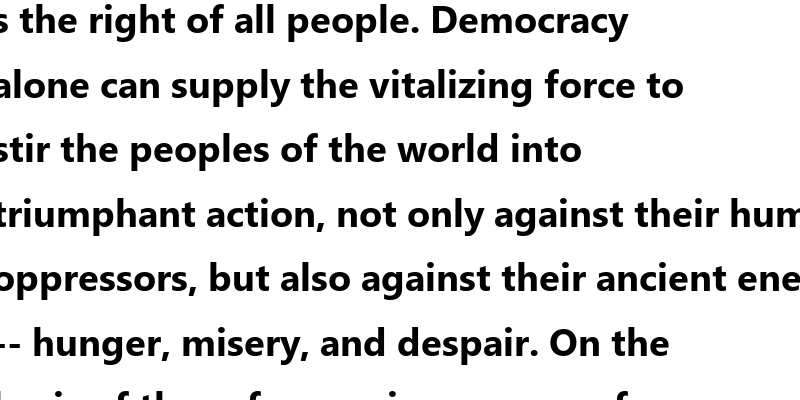 s the right of all people. Democracy
alone can supply the vitalizing force to
stir the peoples of the world into
triumphant action, not only against their hum
oppressors, but also against their ancient ene
-- hunger, misery, and despair. On the